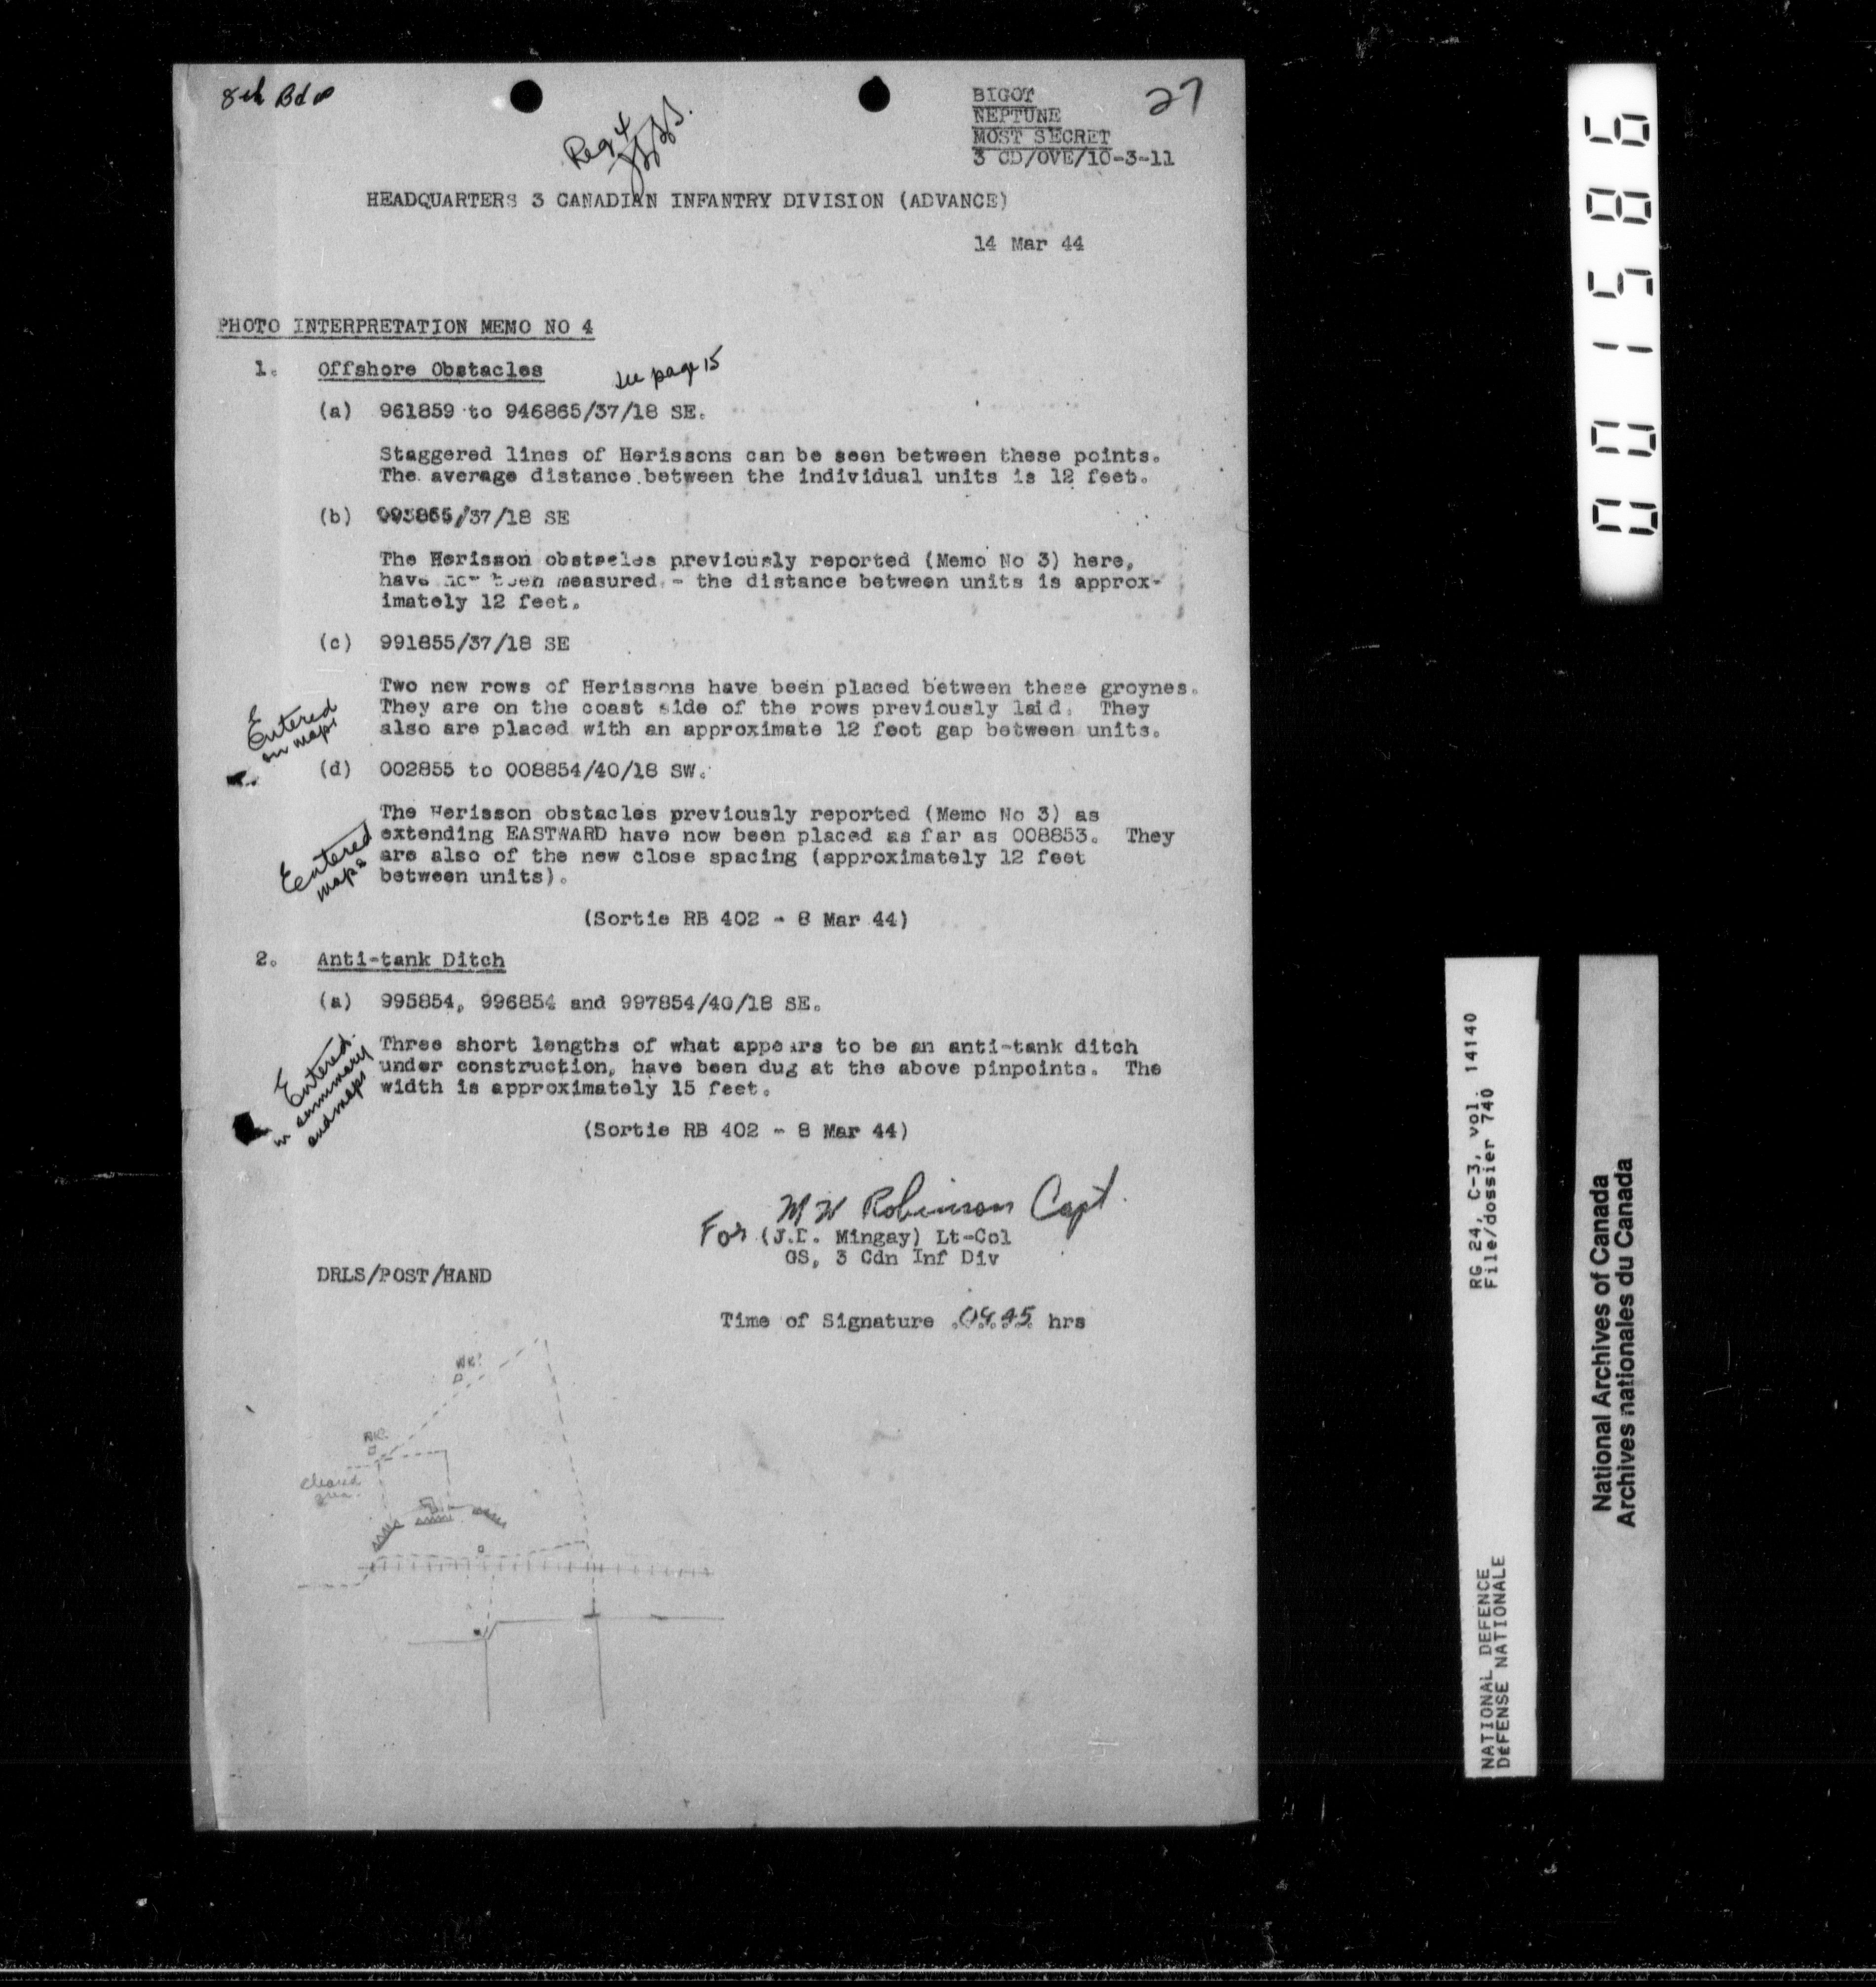 8th Bde
BIGOT
27
NEPTUNE
MOST SECRET
3 CD/OVE/10-3-11
HEADQUARTERS 3 CANADIAN INFANTRY DIVISION (ADVANCE)
14 Mar 44
PHOTO INTERPRETATION MEMO NO 4
1. Offshore Obstacles
see page 15
(a) 961859 to 946865/37/18 SE.
Staggered lines of Herissons can be seen between these points.
The average distance between the individual units is 12 feet.
(b) 993865/37/18 SE
The Herisson obstacles previously reported (Memo No 3) here,
have now been measured - the distance between units is approx-
imately 12 feet.
(c) 991855/37/18 SE
Two new rows of Herissons have been placed between these groynes.
They are on the coast side of the rows previously laid. They
also are placed with an approximate 12 foot gap between units.
Entered
on maps
(d) 002855 to 008854/40/18 SW.
The Herisson obstacles previously reported (Memo No 3) as
extending EASTWARD have now been placed as far as 008853. They
are also of the new close spacing (approximately 12 feet
between units).
Entered
maps
(Sortie RB 402 - 8 Mar 44)
2. Anti-tank Ditch
(a) 995854, 996854 and 997854/40/18 SE.
Three short lengths of what appears to be an anti-tank ditch
under construction, have been dug at the above pinpoints. The
width is approximately 15 feet.
Entered
in summary
and maps
(Sortie RB 402 - 8 Mar 44)
M W Robinson Capt.
For (J.D. Mingay) Lt-Col
GS, 3 Cdn Inf Div
DRLS/POST/HAND
Time of Signature 0945 hrs
cleared
area.
001586
RG 24, C-3, vol. 14140
File/dossier 740
NATIONAL DEFENCE
DEFENSE NATIONALE
National Archives of Canada
Archives nationales du Canada